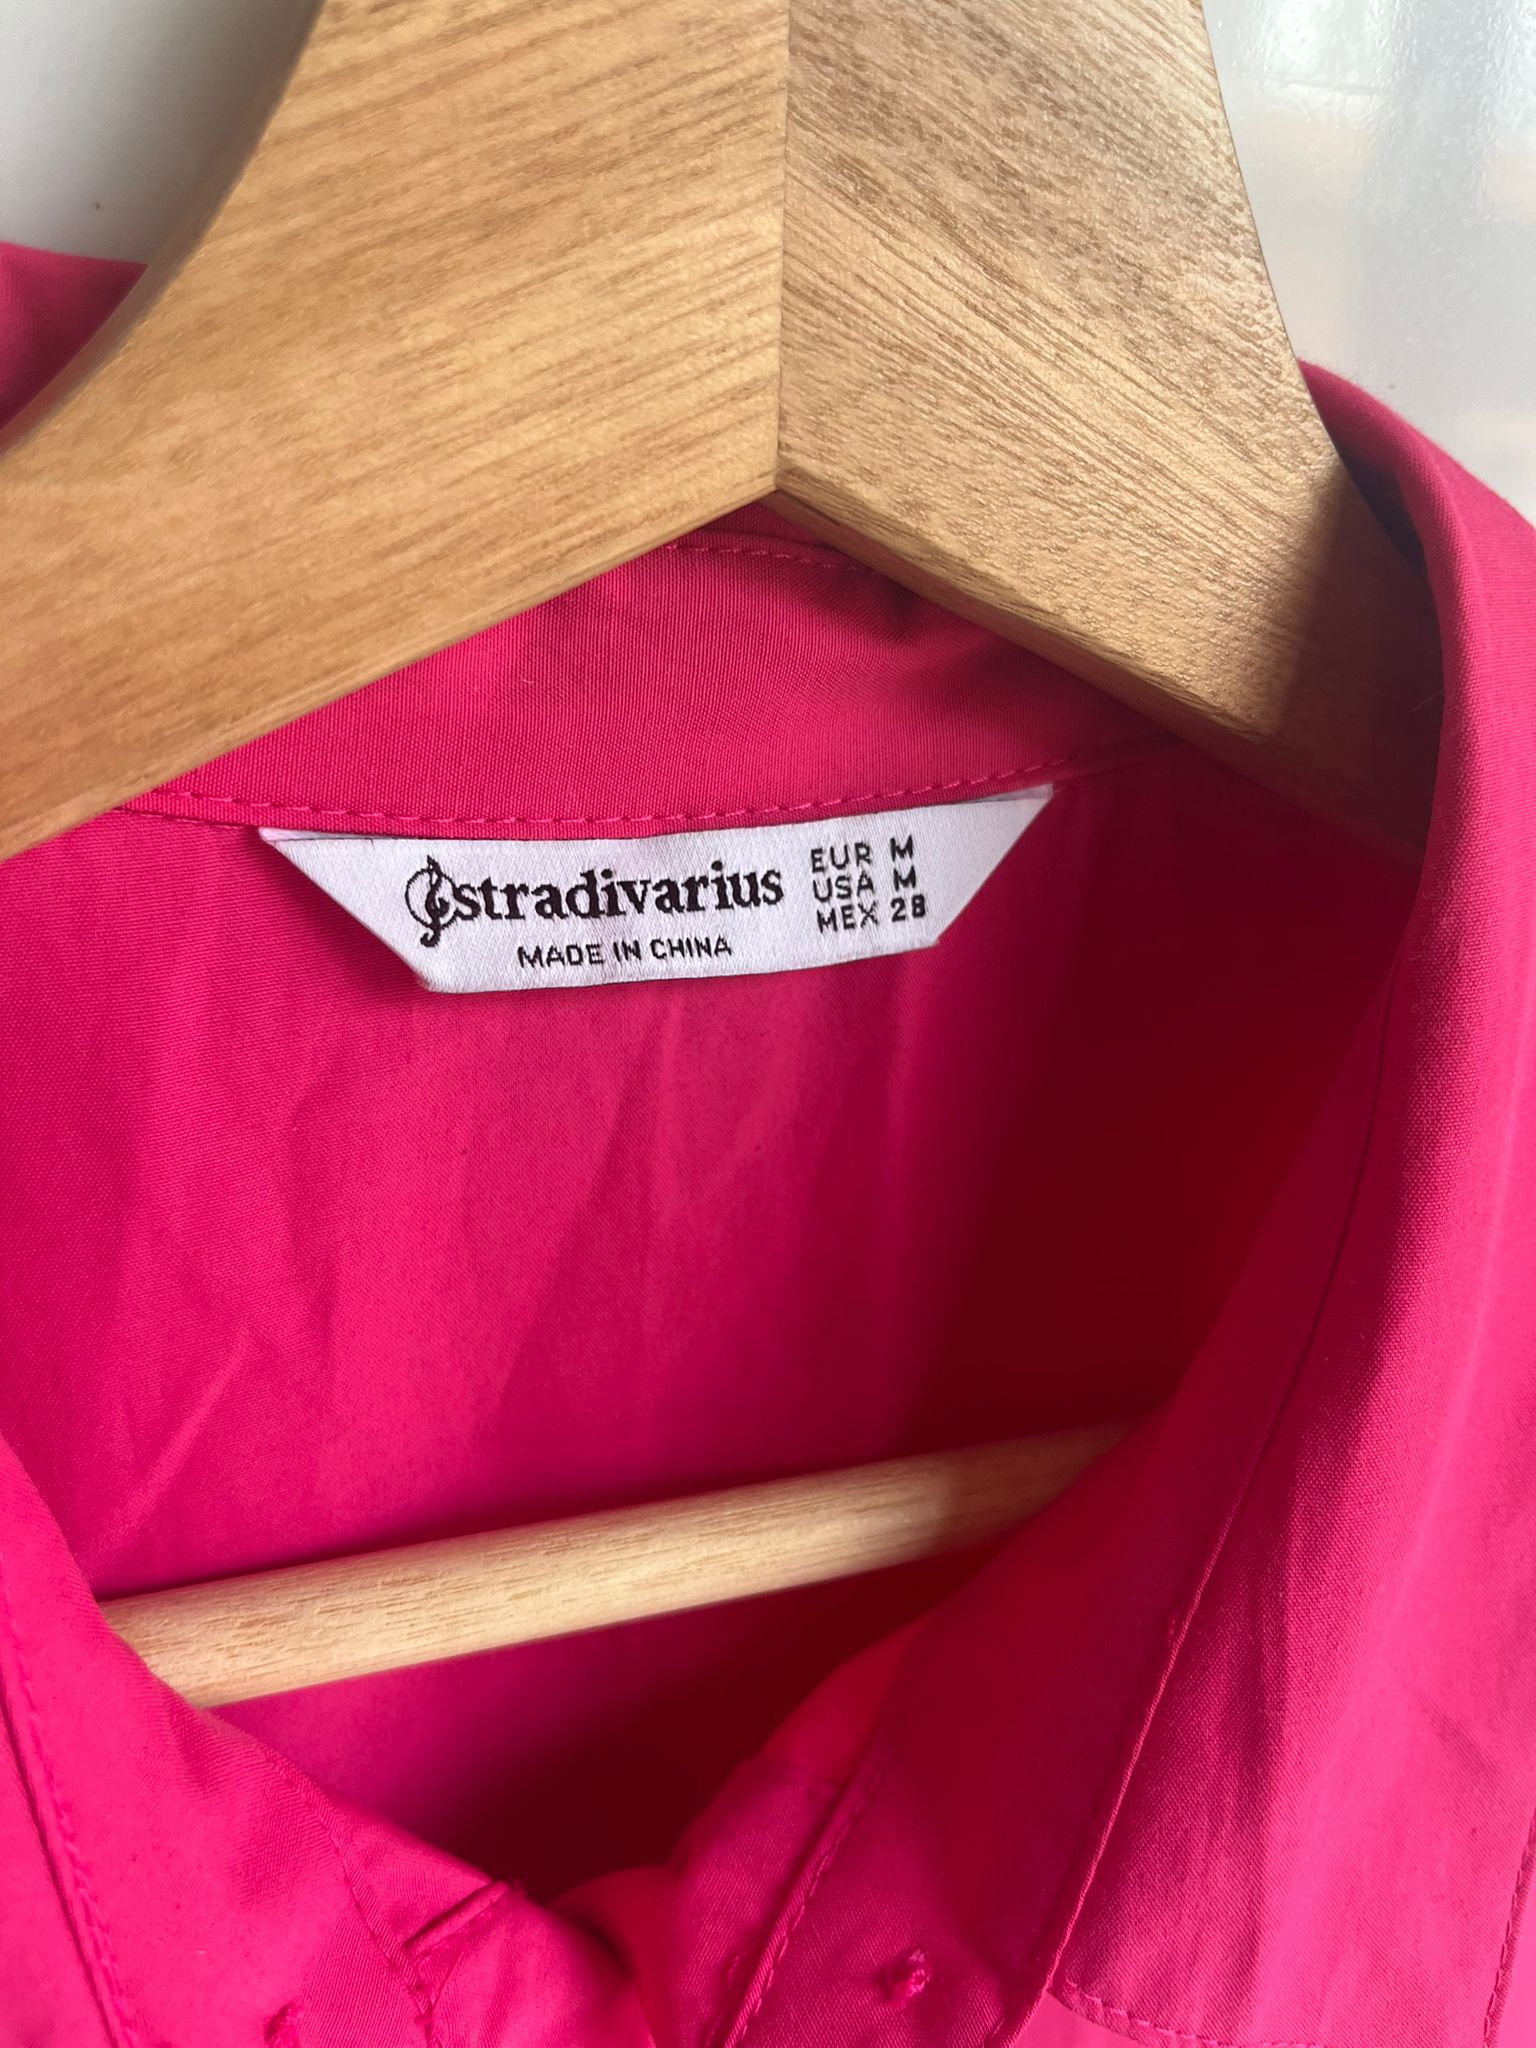 stradivarius
MADE IN CHINA
EUR M
USA M
MEX 28